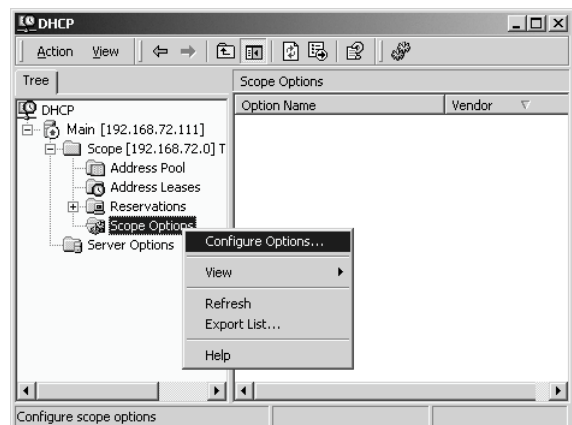 DHCP
Action View
Tree
Scope Options
Option Name
Vendor
DHCP
Main [192.168.72.111]
Scope [192.168.72.0] T
Address Pool
Address Leases
Reservations
Scope Options
Server Options
Configure Options...
View
Refresh
Export List...
Help
Configure scope options